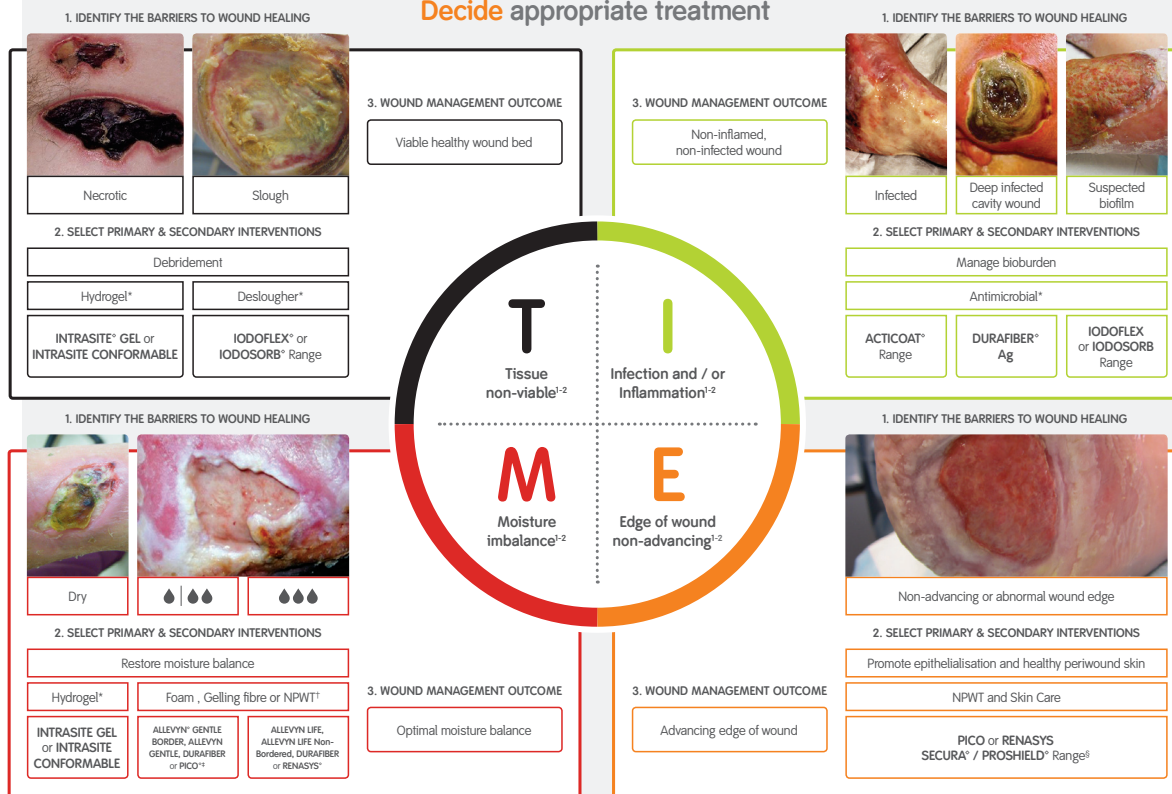 Decide appropriate treatment
1. IDENTIFY THE BARRIERS TO WOUND HEALING
Necrotic
Slough
2. SELECT PRIMARY & SECONDARY INTERVENTIONS
Debridement
Hydrogel*
Deslougher*
INTRASITE° GEL or
INTRASITE CONFORMABLE
IODOFLEX° or
IODOSORB° Range
3. WOUND MANAGEMENT OUTCOME
Viable healthy wound bed
1. IDENTIFY THE BARRIERS TO WOUND HEALING
Infected
Deep infected
cavity wound
Suspected
biofilm
2. SELECT PRIMARY & SECONDARY INTERVENTIONS
Manage bioburden
Antimicrobial*
ACTICOAT°
Range
DURAFIBER°
Ag
IODOFLEX
or IODOSORB
Range
3. WOUND MANAGEMENT OUTCOME
Non-inflamed,
non-infected wound
T
Tissue
non-viable¹⁻²
I
Infection and / or
Inflammation¹⁻²
M
Moisture
imbalance¹⁻²
E
Edge of wound
non-advancing¹⁻²
1. IDENTIFY THE BARRIERS TO WOUND HEALING
Dry
2. SELECT PRIMARY & SECONDARY INTERVENTIONS
Restore moisture balance
Hydrogel*
Foam , Gelling fibre or NPWT†
INTRASITE GEL
or INTRASITE
CONFORMABLE
ALLEVYN° GENTLE
BORDER, ALLEVYN
GENTLE, DURAFIBER
or PICO°‡
ALLEVYN LIFE,
ALLEVYN LIFE Non-
Bordered, DURAFIBER
or RENASYS°
3. WOUND MANAGEMENT OUTCOME
Optimal moisture balance
1. IDENTIFY THE BARRIERS TO WOUND HEALING
Non-advancing or abnormal wound edge
2. SELECT PRIMARY & SECONDARY INTERVENTIONS
Promote epithelialisation and healthy periwound skin
NPWT and Skin Care
PICO or RENASYS
SECURA° / PROSHIELD° Range§
3. WOUND MANAGEMENT OUTCOME
Advancing edge of wound